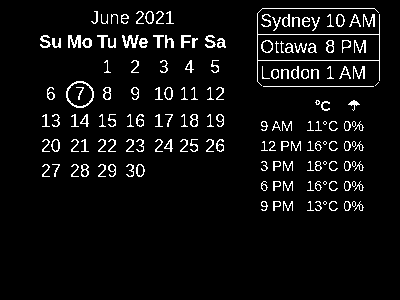 June 2021
Su Mo Tu We Th Fr Sa
1 2 3 4 5
6 7 8 9 10 11 12
13 14 15 16 17 18 19
20 21 22 23 24 25 26
27 28 29 30
Sydney 10 AM
Ottawa 8 PM
London 1 AM
°C ☂
9 AM 11°C 0%
12 PM 16°C 0%
3 PM 18°C 0%
6 PM 16°C 0%
9 PM 13°C 0%